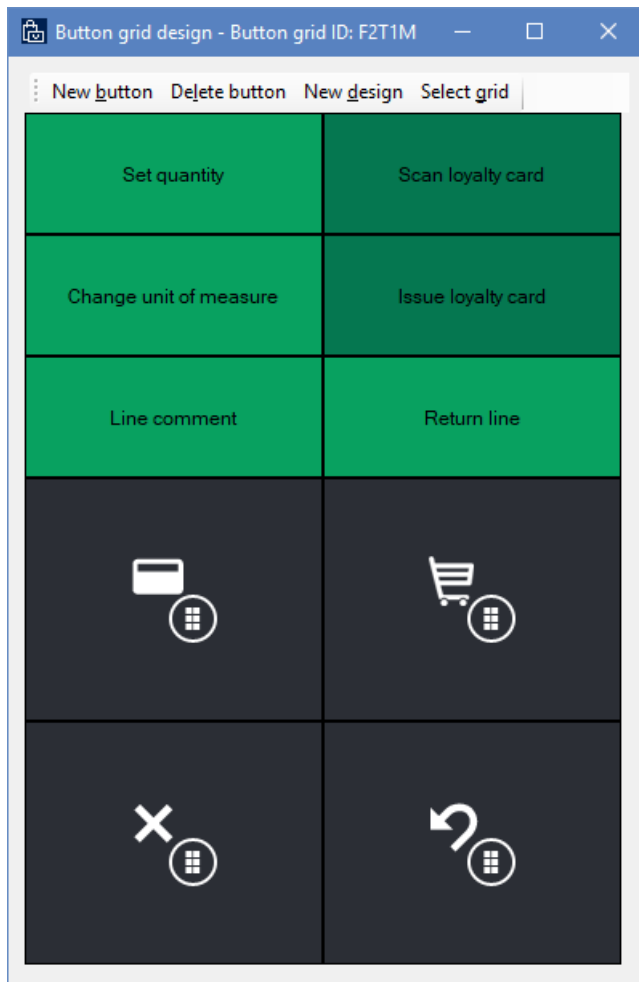 Button grid design - Button grid ID: F2T1M
New button Delete button New design Select grid
Set quantity
Scan loyalty card
Change unit of measure
Issue loyalty card
Line comment
Return line